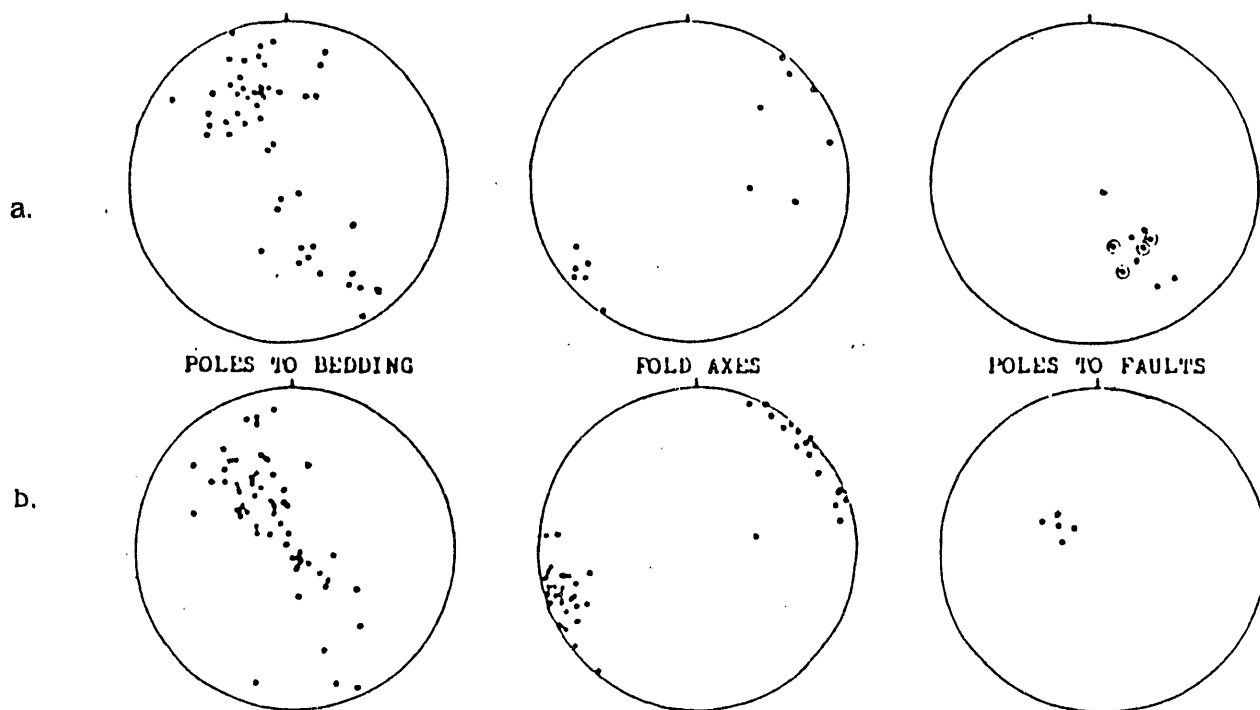 a.
POLES TO BEDDING
FOLD AXES
POLES TO FAULTS
b.